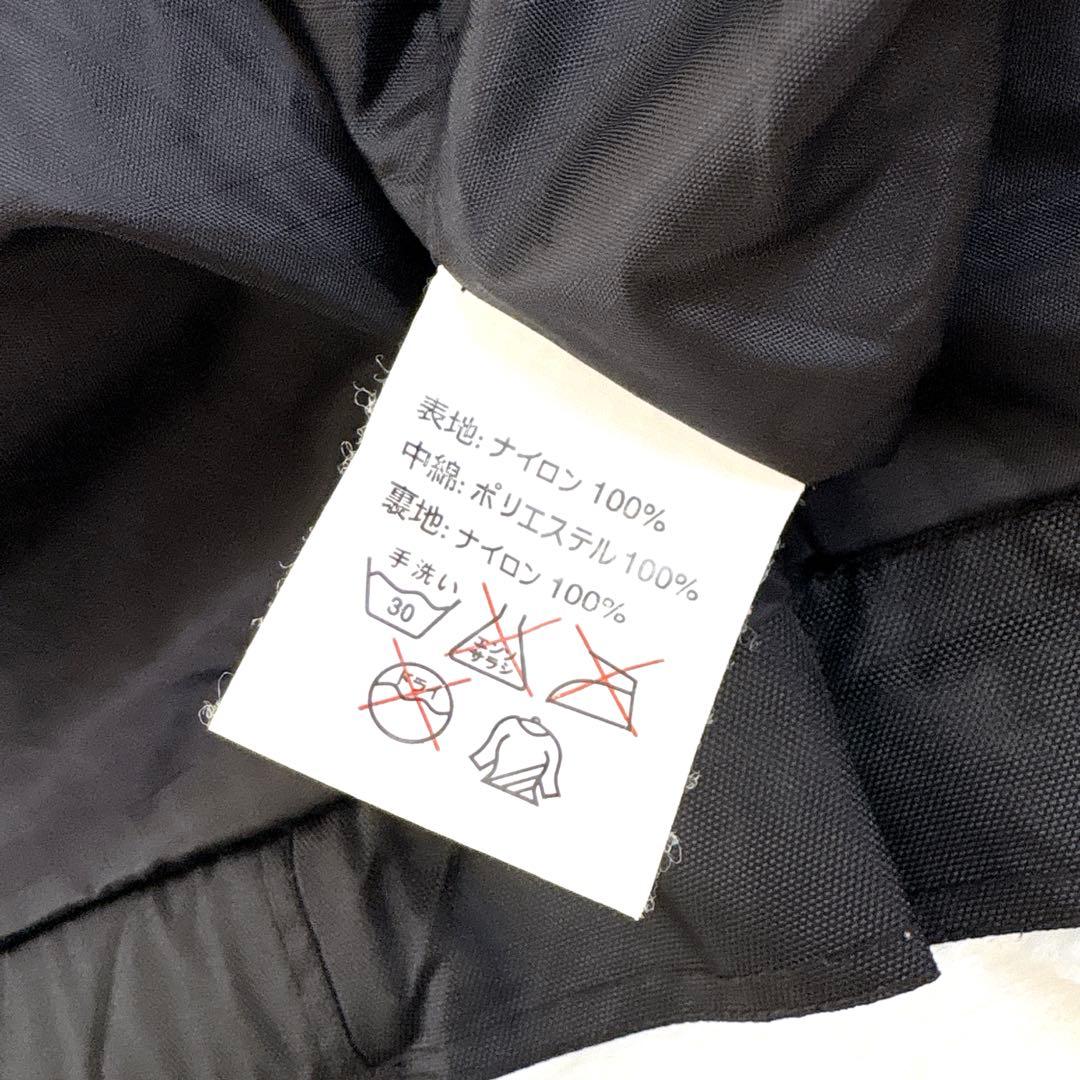 表地: ナイロン 100%
中綿: ポリエステル 100%
裏地: ナイロン 100%
手洗い
30
エンソ
サラシ
ドライ